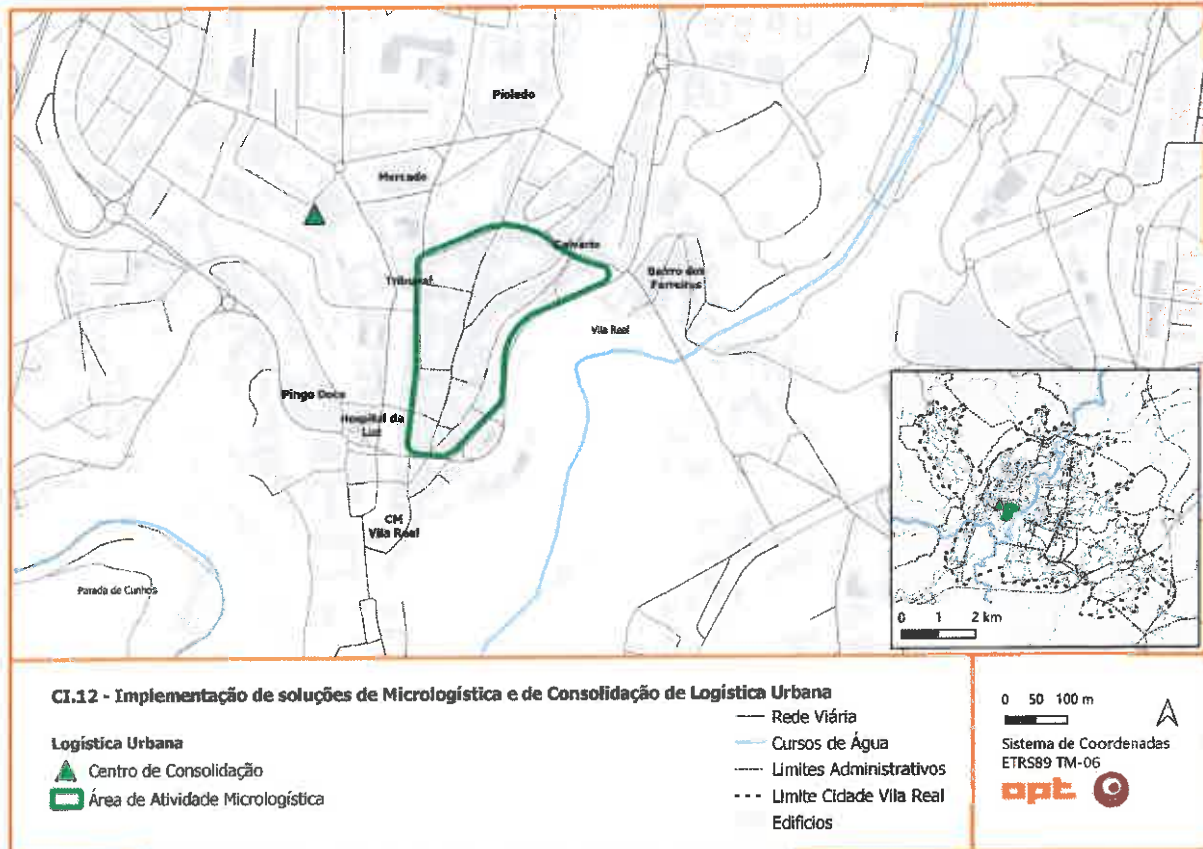 Pioledo
Mercado
Calvario
Tribunal
Bairro dos
Ferreiros
Vila Real
Pingo Doce
Hospital da
Luz
CM
Vila Real
Parada de Cunhos
0 1 2 km
CI.12 - Implementação de soluções de Micrologística e de Consolidação de Logística Urbana
Logística Urbana
Centro de Consolidação
Área de Atividade Micrologística
Rede Viária
Cursos de Água
Limites Administrativos
Limite Cidade Vila Real
Edifícios
0 50 100 m
Sistema de Coordenadas
ETRS89 TM-06
opt